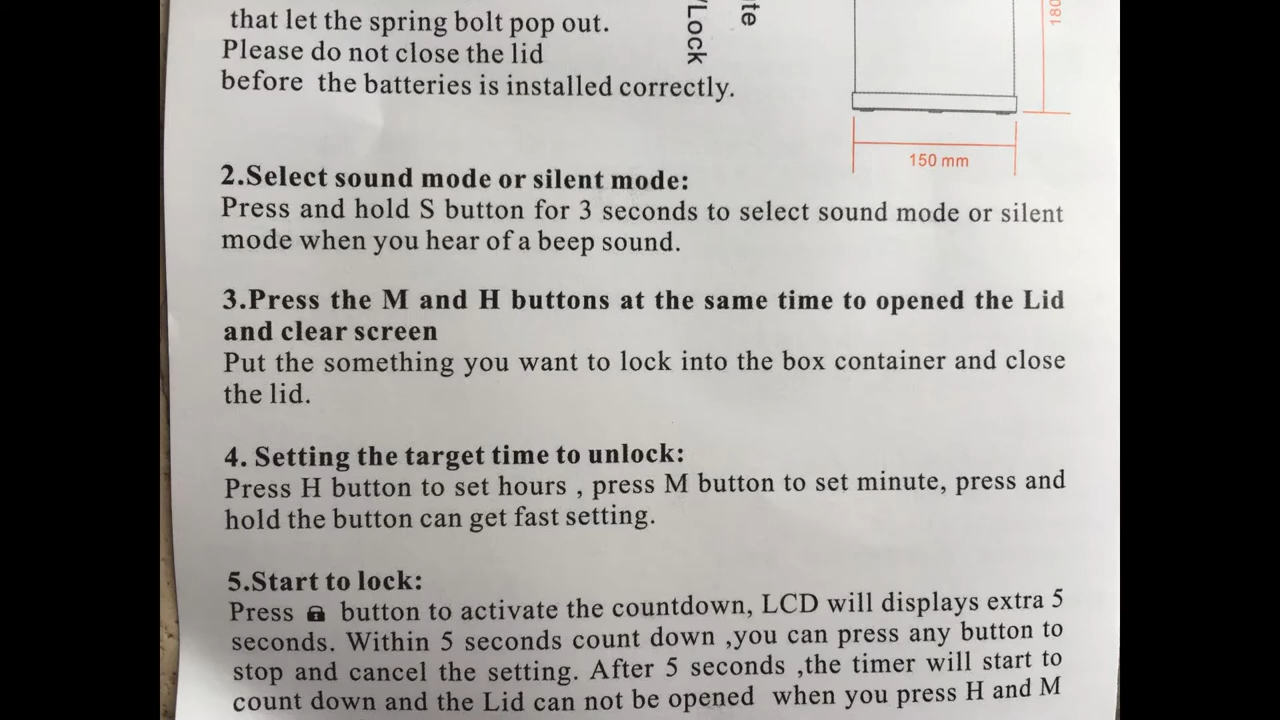 that let the spring bolt pop out.
Please do not close the lid
before the batteries is installed correctly.
/Lock
te
180
150 mm
2.Select sound mode or silent mode:
Press and hold S button for 3 seconds to select sound mode or silent
mode when you hear of a beep sound.
3.Press the M and H buttons at the same time to opened the Lid
and clear screen
Put the something you want to lock into the box container and close
the lid.
4. Setting the target time to unlock:
Press H button to set hours , press M button to set minute, press and
hold the button can get fast setting.
5.Start to lock:
Press 🔒 button to activate the countdown, LCD will displays extra 5
seconds. Within 5 seconds count down ,you can press any button to
stop and cancel the setting. After 5 seconds ,the timer will start to
count down and the Lid can not be opened when you press H and M